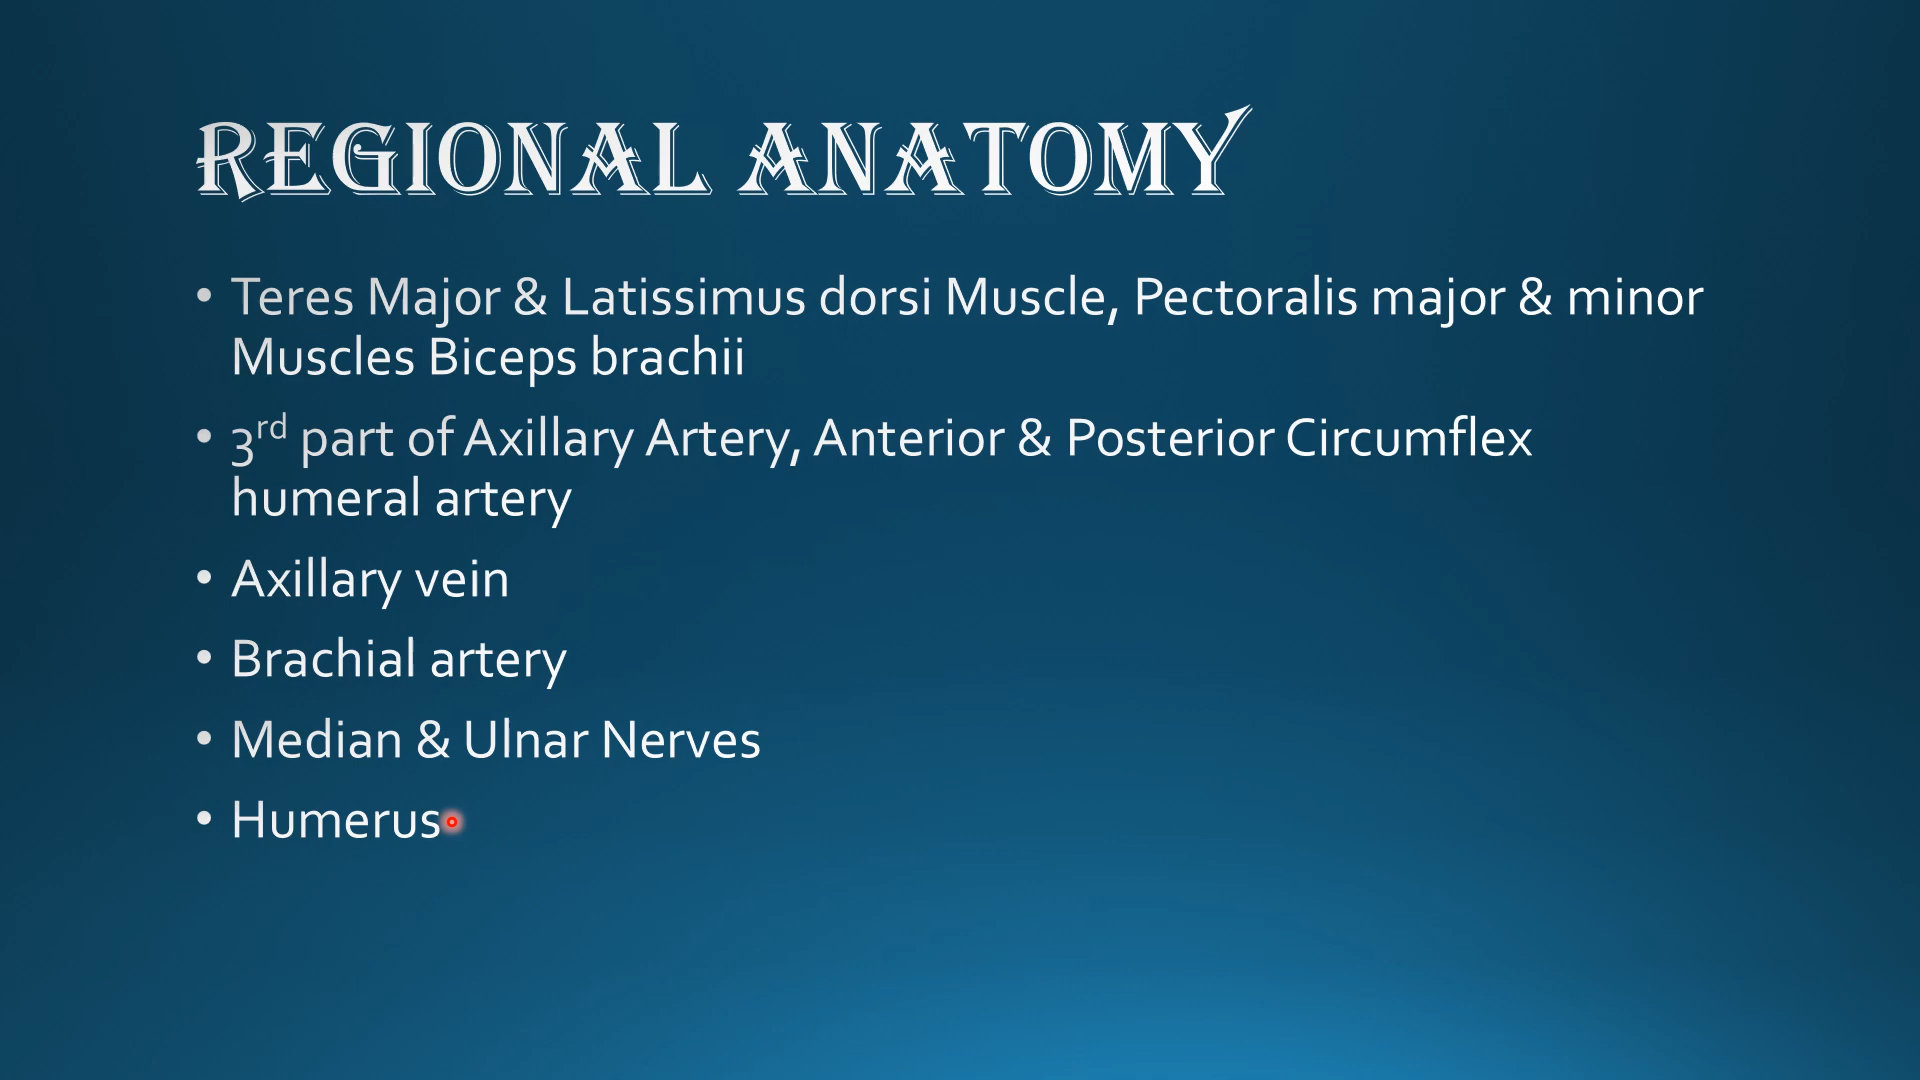 REGIONAL ANATOMY
• Teres Major & Latissimus dorsi Muscle, Pectoralis major & minor
Muscles Biceps brachii
• 3rd part of Axillary Artery, Anterior & Posterior Circumflex
humeral artery
• Axillary vein
• Brachial artery
• Median & Ulnar Nerves
• Humerus